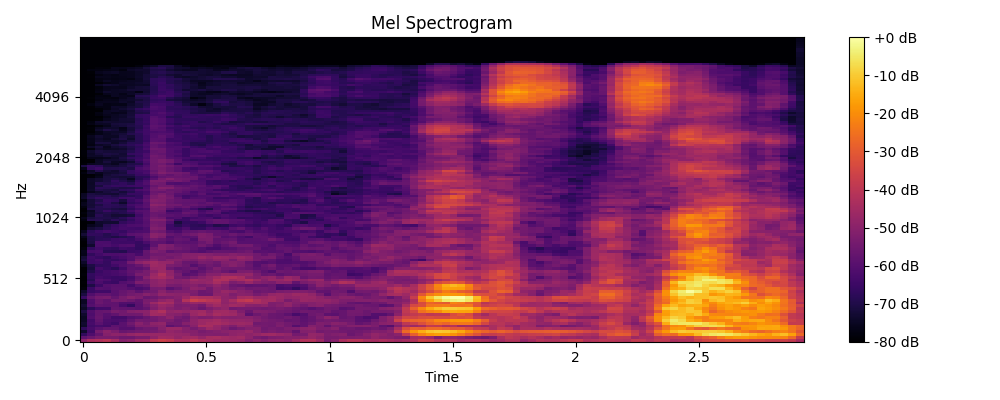 Mel Spectrogram
Hz
4096
2048
1024
512
0
0
0.5
1
1.5
2
2.5
Time
+0 dB
-10 dB
-20 dB
-30 dB
-40 dB
-50 dB
-60 dB
-70 dB
-80 dB